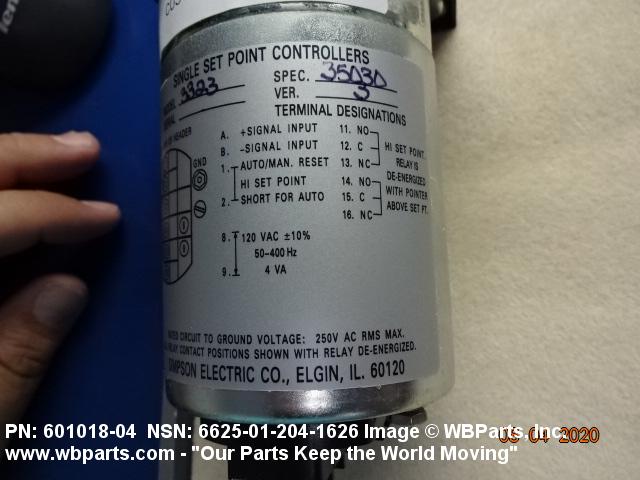 SINGLE SET POINT CONTROLLERS
MODEL 3323 SPEC. 35030
VER. 3
TERMINAL DESIGNATIONS
HEADER
GND
A. +SIGNAL INPUT
B. -SIGNAL INPUT
1. AUTO/MAN. RESET
HI SET POINT
2. SHORT FOR AUTO
8. 120 VAC ±10%
50-400 Hz
9. 4 VA
11. NO
12. C
13. NC
14. NO
15. C
16. NC
HI SET POINT.
RELAY IS
DE-ENERGIZED
WITH POINTER
ABOVE SET PT.
RATED CIRCUIT TO GROUND VOLTAGE: 250V AC RMS MAX.
RELAY CONTACT POSITIONS SHOWN WITH RELAY DE-ENERGIZED.
SIMPSON ELECTRIC CO., ELGIN, IL. 60120
PN: 601018-04 NSN: 6625-01-204-1626 Image © WBParts, Inc.
03 04 2020
www.wbparts.com - "Our Parts Keep the World Moving"